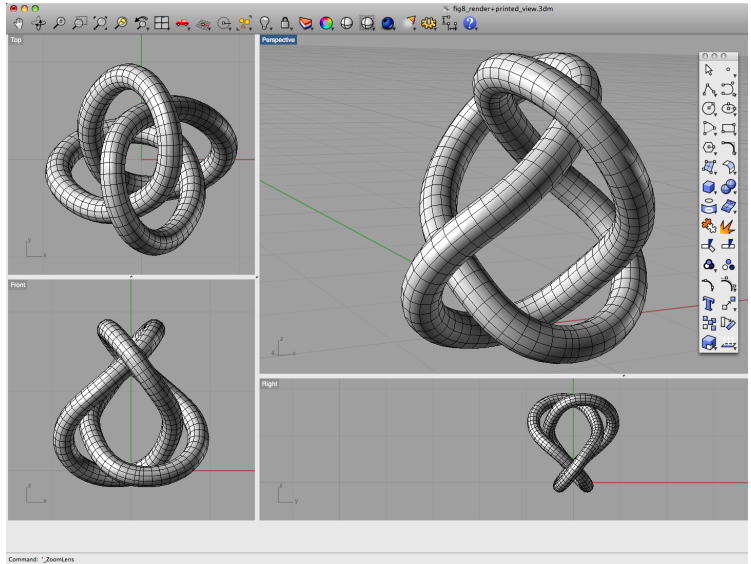 fig8_render+printed_view.3dm
Top
Perspective
y
x
Front
z
x
z
x
Right
z
y
Command: '_ZoomLens